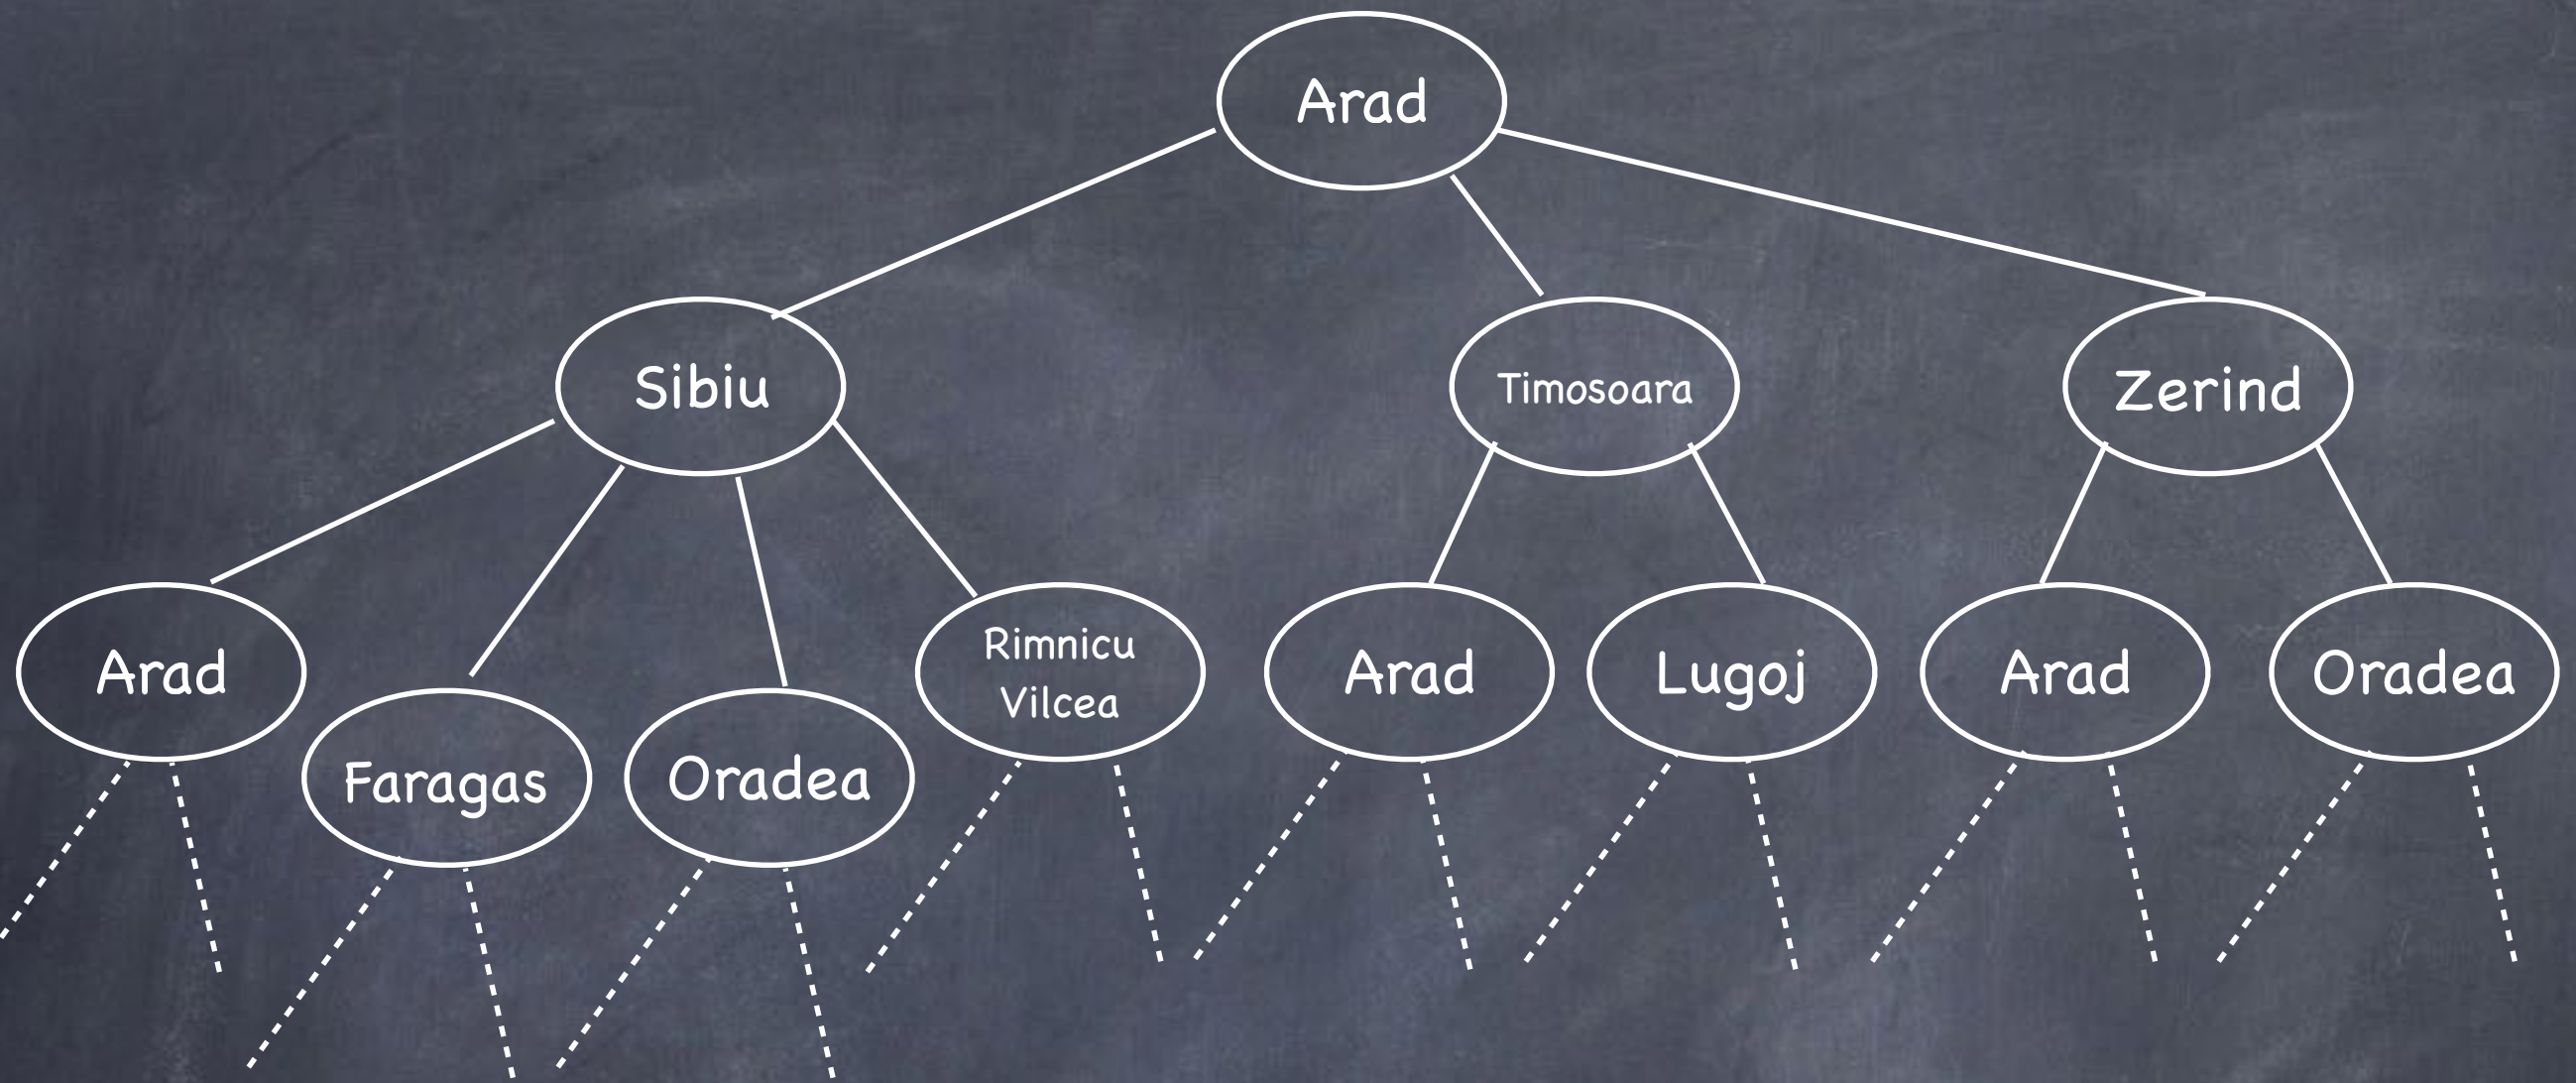 Arad
Sibiu
Timosoara
Zerind
Arad
Faragas
Oradea
Rimnicu
Vilcea
Arad
Lugoj
Arad
Oradea